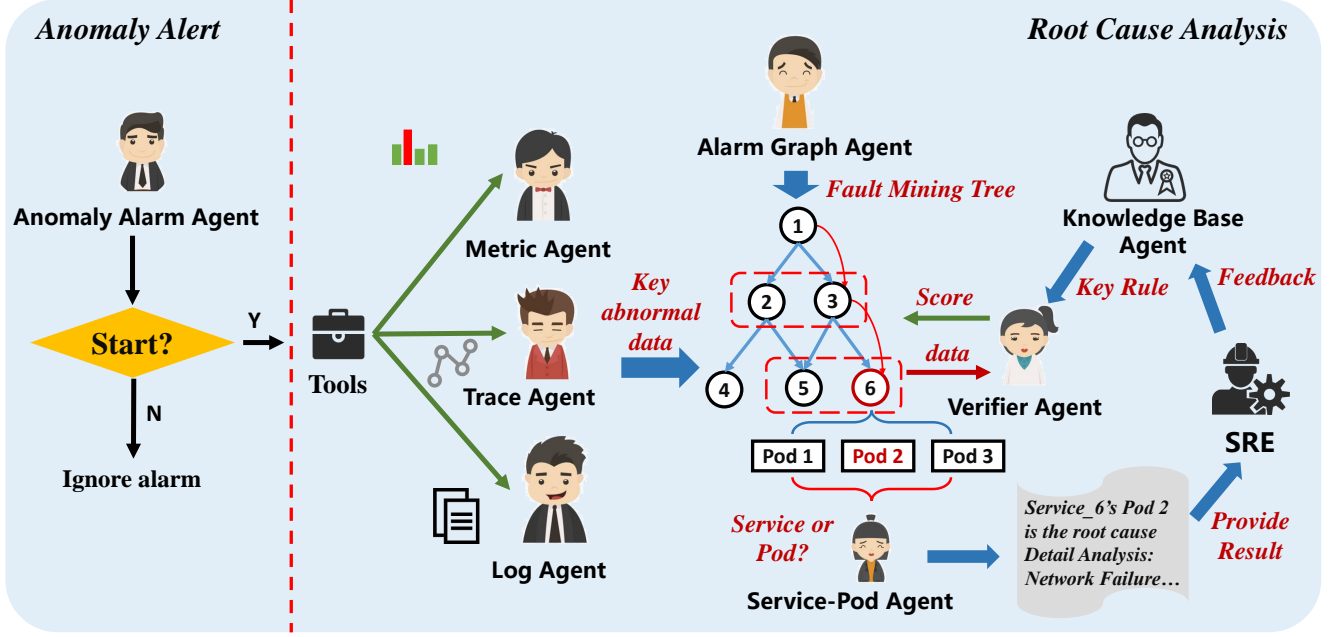 Anomaly Alert
Root Cause Analysis
Anomaly Alarm Agent
Start?
Y
N
Ignore alarm
Tools
Metric Agent
Trace Agent
Log Agent
Key
abnormal
data
Alarm Graph Agent
Fault Mining Tree
1
2
3
4
5
6
Pod 1
Pod 2
Pod 3
Service or
Pod?
Service-Pod Agent
Score
data
Verifier Agent
Knowledge Base
Agent
Key Rule
Feedback
SRE
Provide
Result
Service_6's Pod 2
is the root cause
Detail Analysis:
Network Failure…